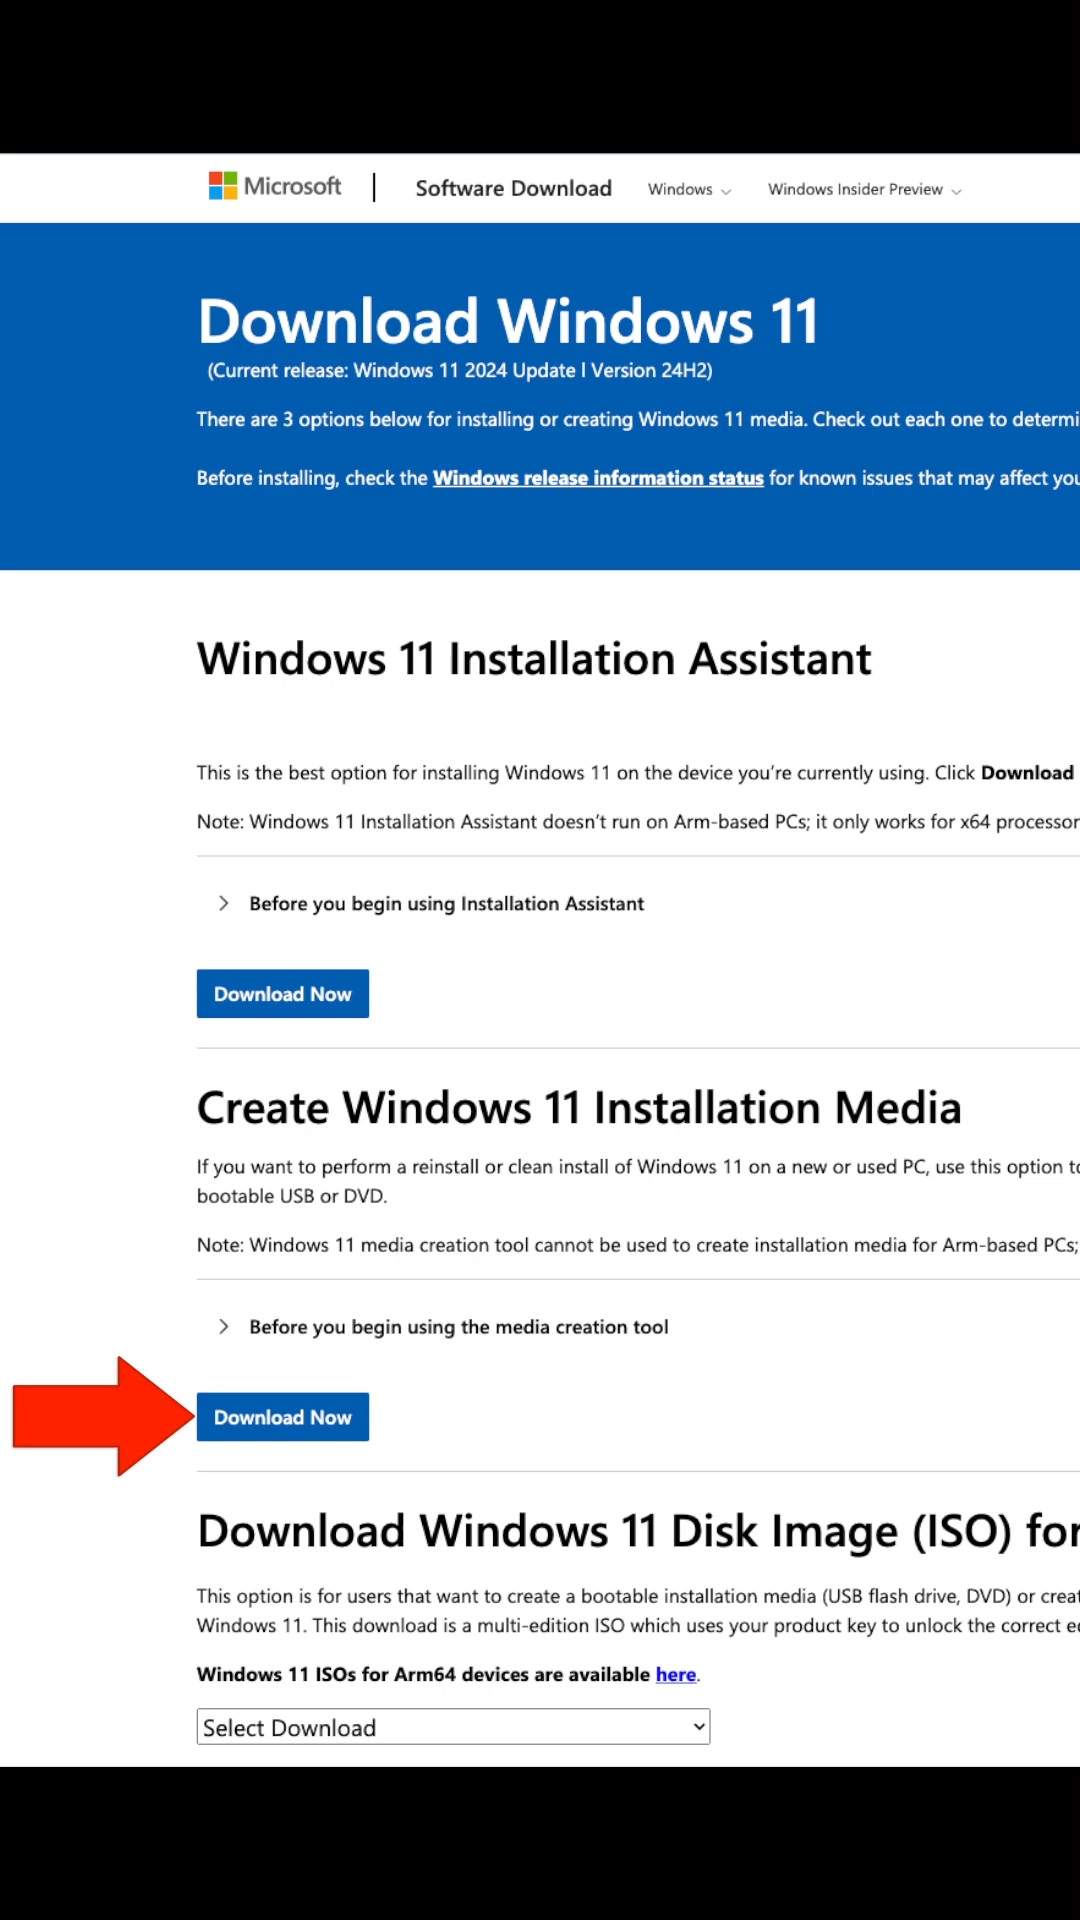 Microsoft
Software Download
Windows
Windows Insider Preview
Download Windows 11
(Current release: Windows 11 2024 Update l Version 24H2)
There are 3 options below for installing or creating Windows 11 media. Check out each one to
Before installing, check the Windows release information status for known issues that may affect
Windows 11 Installation Assistant
This is the best option for installing Windows 11 on the device you’re currently using. Click Download
Note: Windows 11 Installation Assistant doesn’t run on Arm-based PCs; it only works for x64
Before you begin using Installation Assistant
Download Now
Create Windows 11 Installation Media
If you want to perform a reinstall or clean install of Windows 11 on a new or used PC, use this option
bootable USB or DVD.
Note: Windows 11 media creation tool cannot be used to create installation media for Arm-based PCs;
Before you begin using the media creation tool
Download Now
Download Windows 11 Disk Image (ISO)
This option is for users that want to create a bootable installation media (USB flash drive, DVD) or
Windows 11. This download is a multi-edition ISO which uses your product key to unlock the correct
Windows 11 ISOs for Arm64 devices are available here.
Select Download